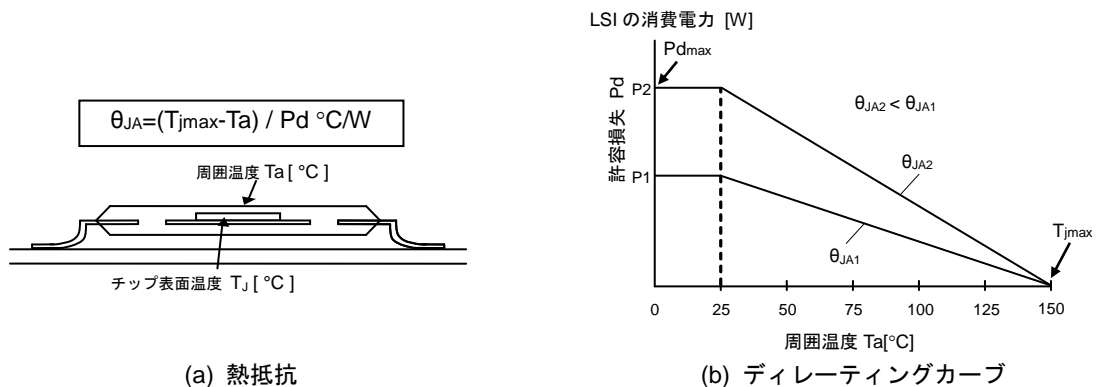 θJA=(Tjmax-Ta) / Pd °C/W
周囲温度 Ta [ °C ]
チップ表面温度 TJ [ °C ]
(a) 熱抵抗
LSI の消費電力 [W]
Pdmax
許容損失 Pd
P2
P1
θJA2 < θJA1
θJA2
θJA1
Tjmax
0 25 50 75 100 125 150
周囲温度 Ta[°C]
(b) ディレーティングカーブ